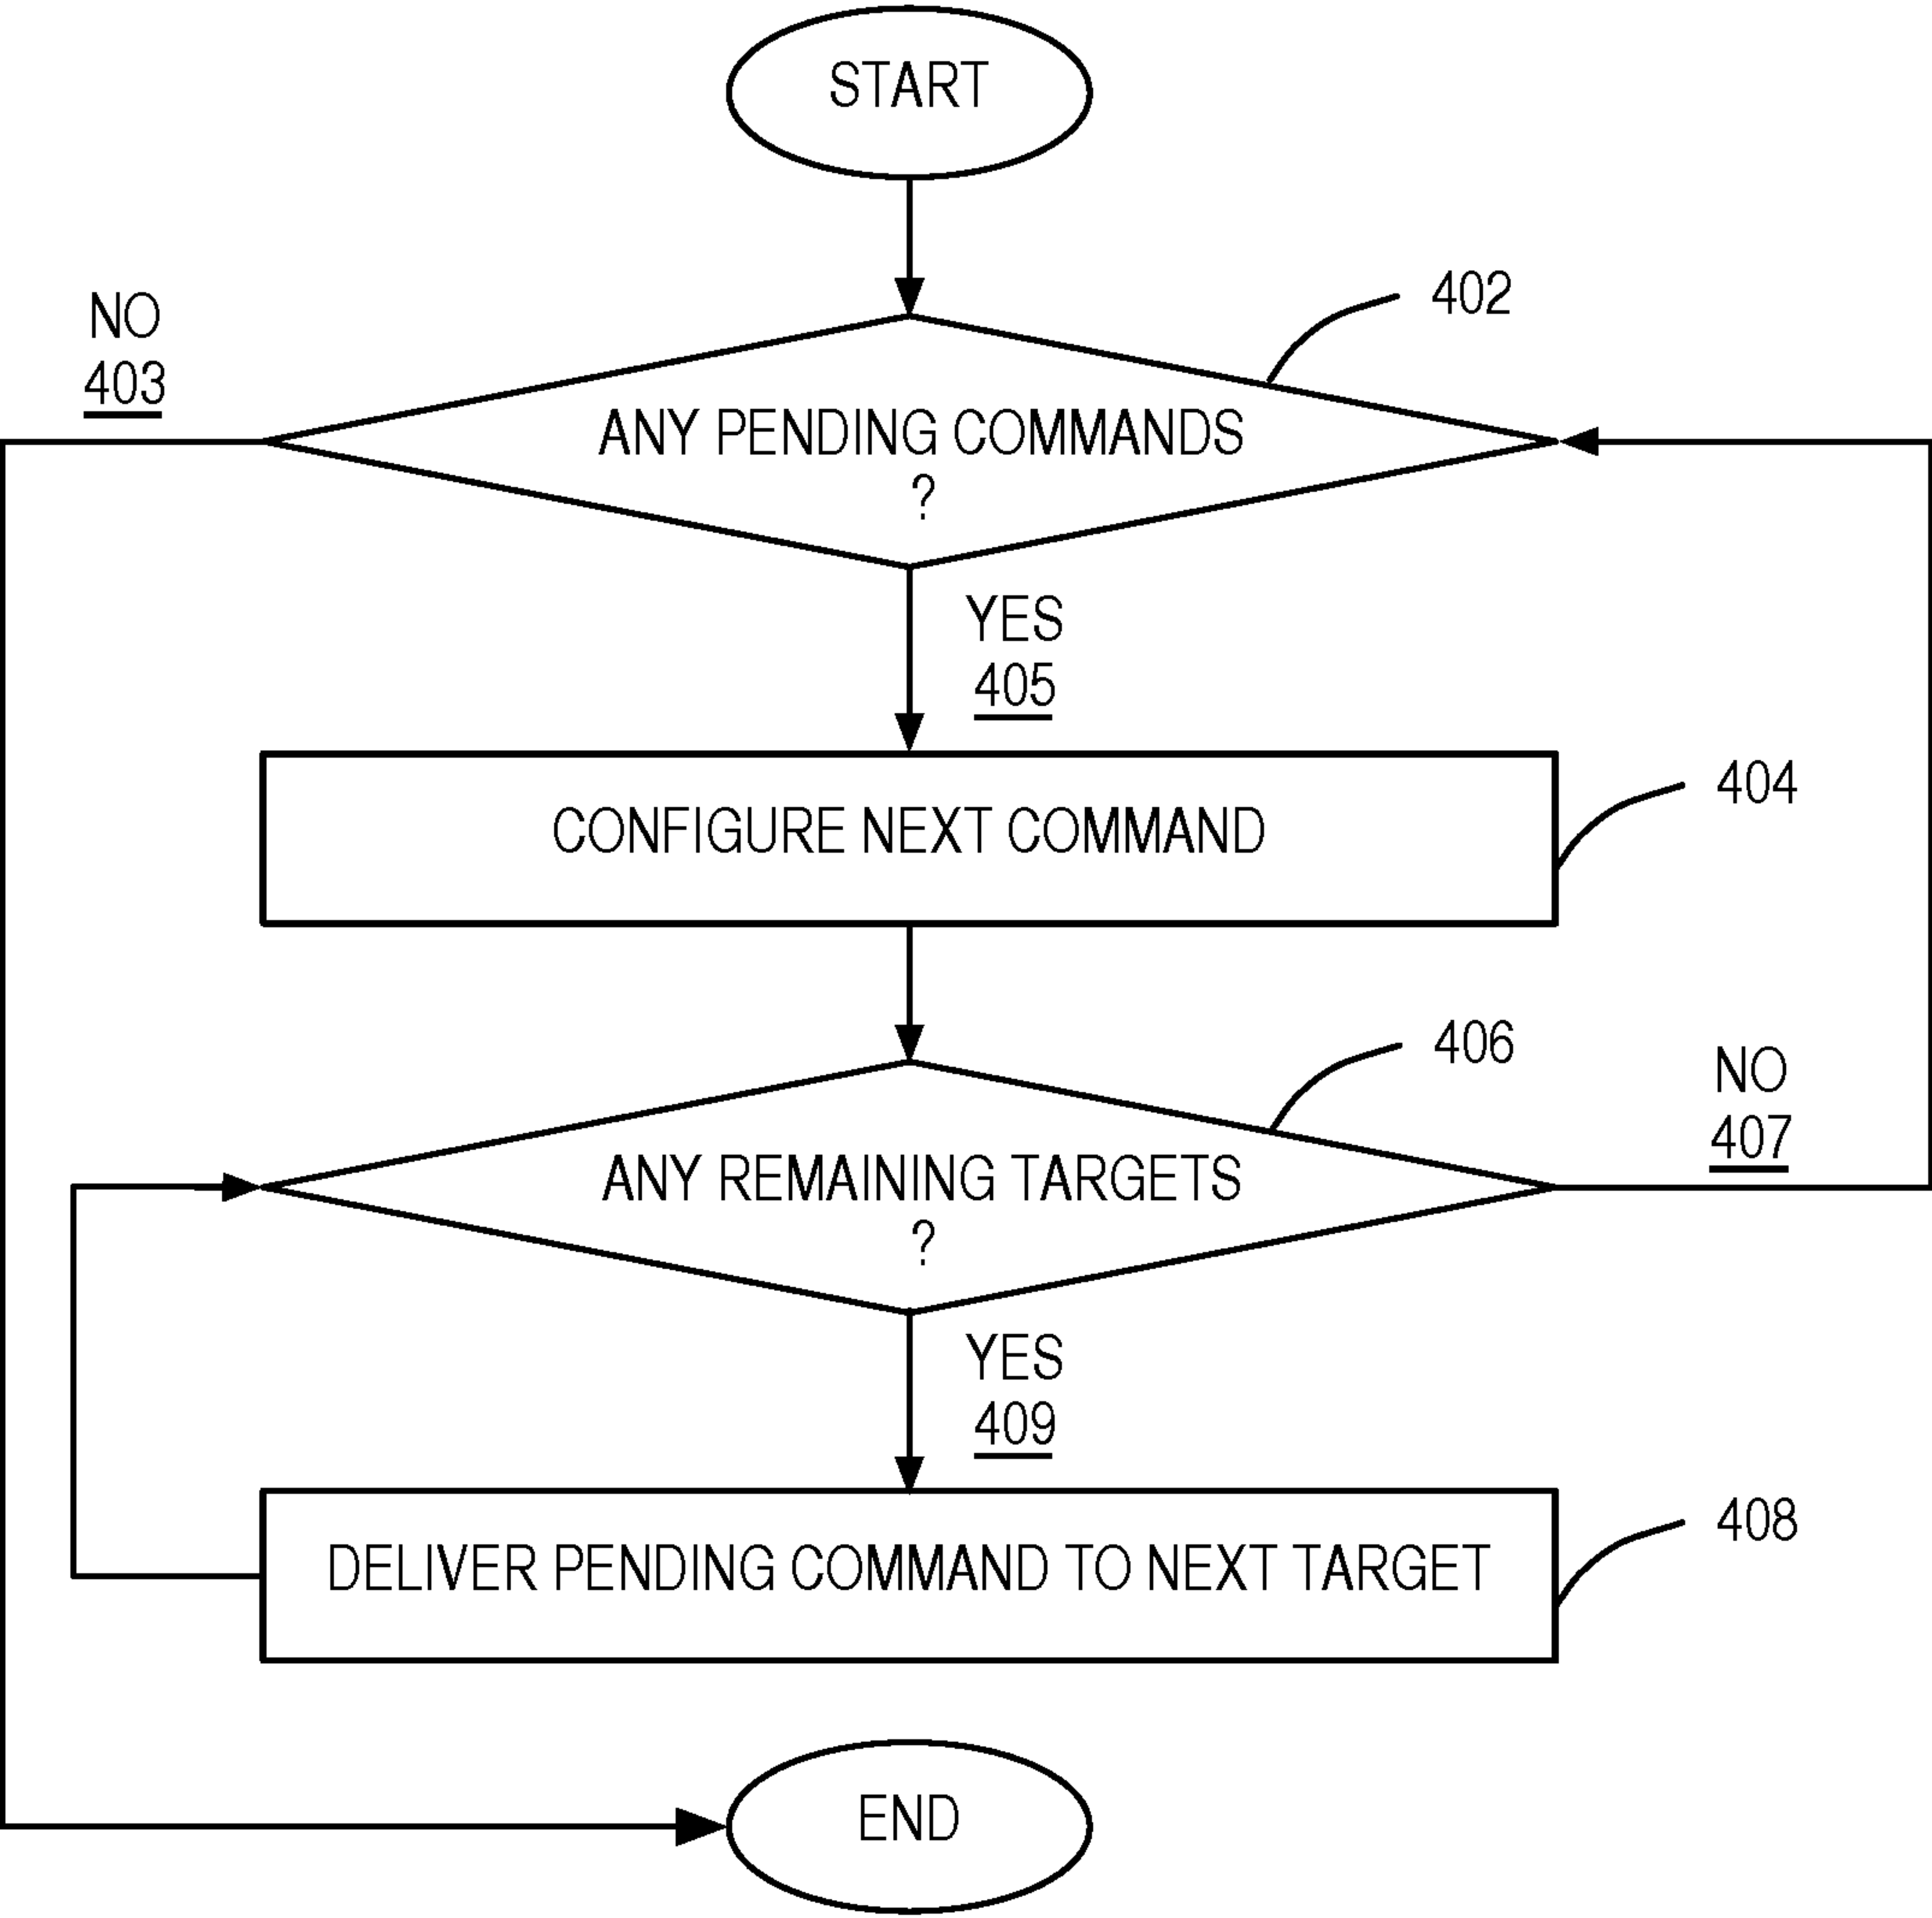 START
402
NO
403
ANY PENDING COMMANDS
?
YES
405
404
CONFIGURE NEXT COMMAND
406
NO
407
ANY REMAINING TARGETS
?
YES
409
408
DELIVER PENDING COMMAND TO NEXT TARGET
END